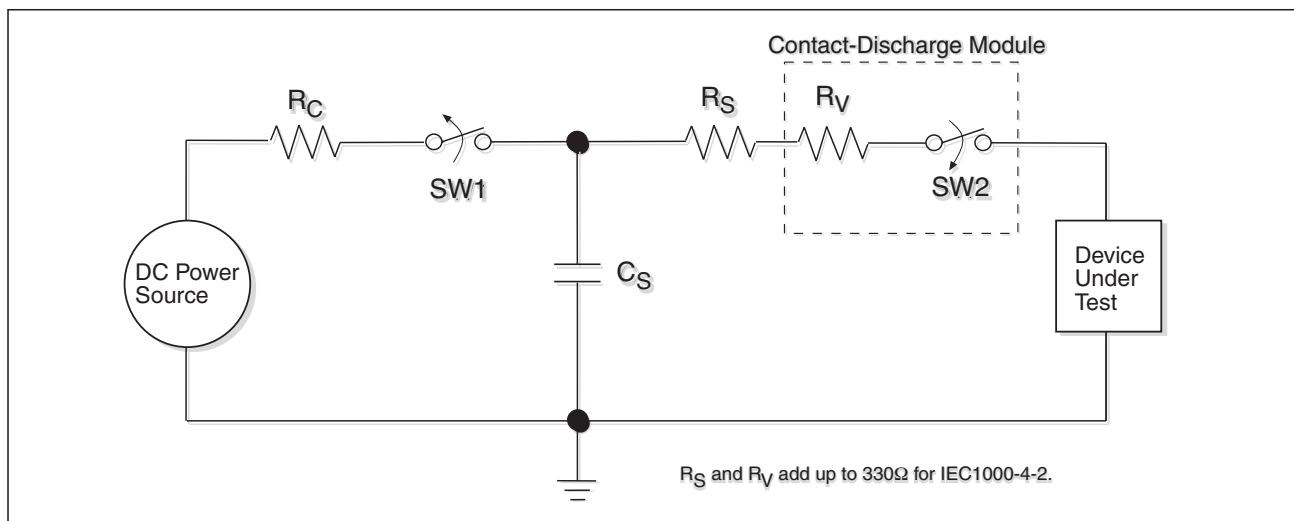 Contact-Discharge Module
RC
RS
RV
SW1
SW2
CS
DC Power
Source
Device
Under
Test
RS and RV add up to 330Ω for IEC1000-4-2.